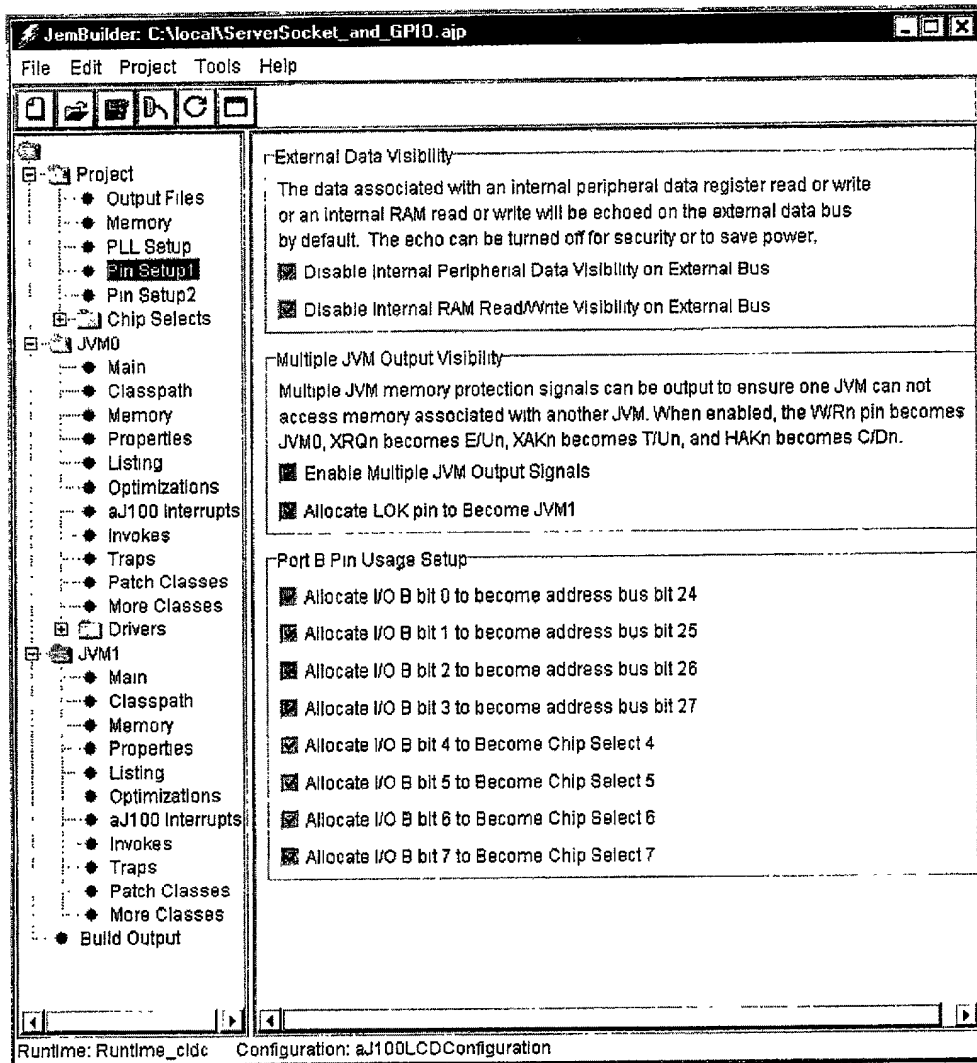 JemBuilder: C:\local\ServerSocket_and_GPIO.ajp
File Edit Project Tools Help
Project
Output Files
Memory
PLL Setup
Pin Setup1
Pin Setup2
Chip Selects
JVM0
Main
Classpath
Memory
Properties
Listing
Optimizations
aJ100 Interrupts
Invokes
Traps
Patch Classes
More Classes
Drivers
JVM1
Main
Classpath
Memory
Properties
Listing
Optimizations
aJ100 Interrupts
Invokes
Traps
Patch Classes
More Classes
Build Output
External Data Visibility
The data associated with an internal peripheral data register read or write
or an internal RAM read or write will be echoed on the external data bus
by default. The echo can be turned off for security or to save power.
Disable Internal Peripherial Data Visibility on External Bus
Disable Internal RAM Read/Write Visibility on External Bus
Multiple JVM Output Visibility
Multiple JVM memory protection signals can be output to ensure one JVM can not
access memory associated with another JVM. When enabled, the W/Rn pin becomes
JVM0, XRQn becomes E/Un, XAKn becomes T/Un, and HAKn becomes C/Dn.
Enable Multiple JVM Output Signals
Allocate LOK pin to Become JVM1
Port B Pin Usage Setup
Allocate I/O B bit 0 to become address bus bit 24
Allocate I/O B bit 1 to become address bus bit 25
Allocate I/O B bit 2 to become address bus bit 26
Allocate I/O B bit 3 to become address bus bit 27
Allocate I/O B bit 4 to Become Chip Select 4
Allocate I/O B bit 5 to Become Chip Select 5
Allocate I/O B bit 6 to Become Chip Select 6
Allocate I/O B bit 7 to Become Chip Select 7
Runtime: Runtime_cldc Configuration: aJ100LCDConfiguration